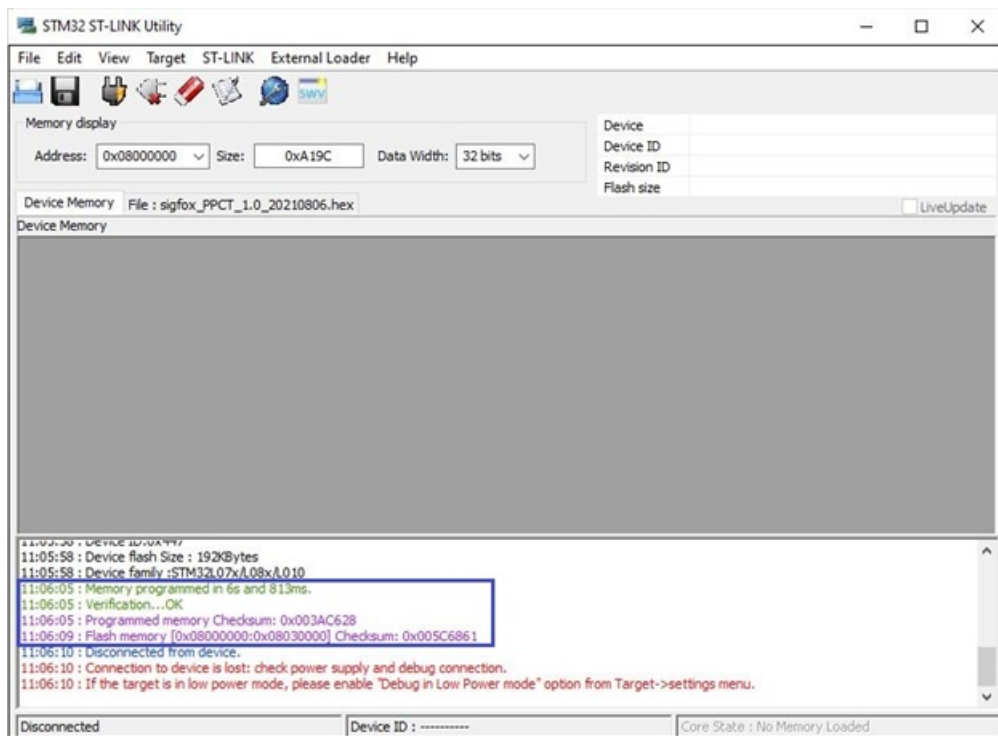 STM32 ST-LINK Utility
File Edit View Target ST-LINK External Loader Help
SWV
Memory display
Address: 0x08000000 Size: 0xA19C Data Width: 32 bits
Device
Device ID
Revision ID
Flash size
Device Memory File : sigfox_PPCT_1.0_20210806.hex
LiveUpdate
Device Memory
11:05:58 : Device ID:0x447
11:05:58 : Device flash Size : 192KBytes
11:05:58 : Device family :STM32L07x/L08x/L010
11:06:05 : Memory programmed in 6s and 813ms.
11:06:05 : Verification...OK
11:06:05 : Programmed memory Checksum: 0x003AC628
11:06:09 : Flash memory [0x08000000:0x08030000] Checksum: 0x005C6861
11:06:10 : Disconnected from device.
11:06:10 : Connection to device is lost: check power supply and debug connection.
11:06:10 : If the target is in low power mode, please enable "Debug in Low Power mode" option from Target->settings menu.
Disconnected Device ID : ---------- Core State : No Memory Loaded